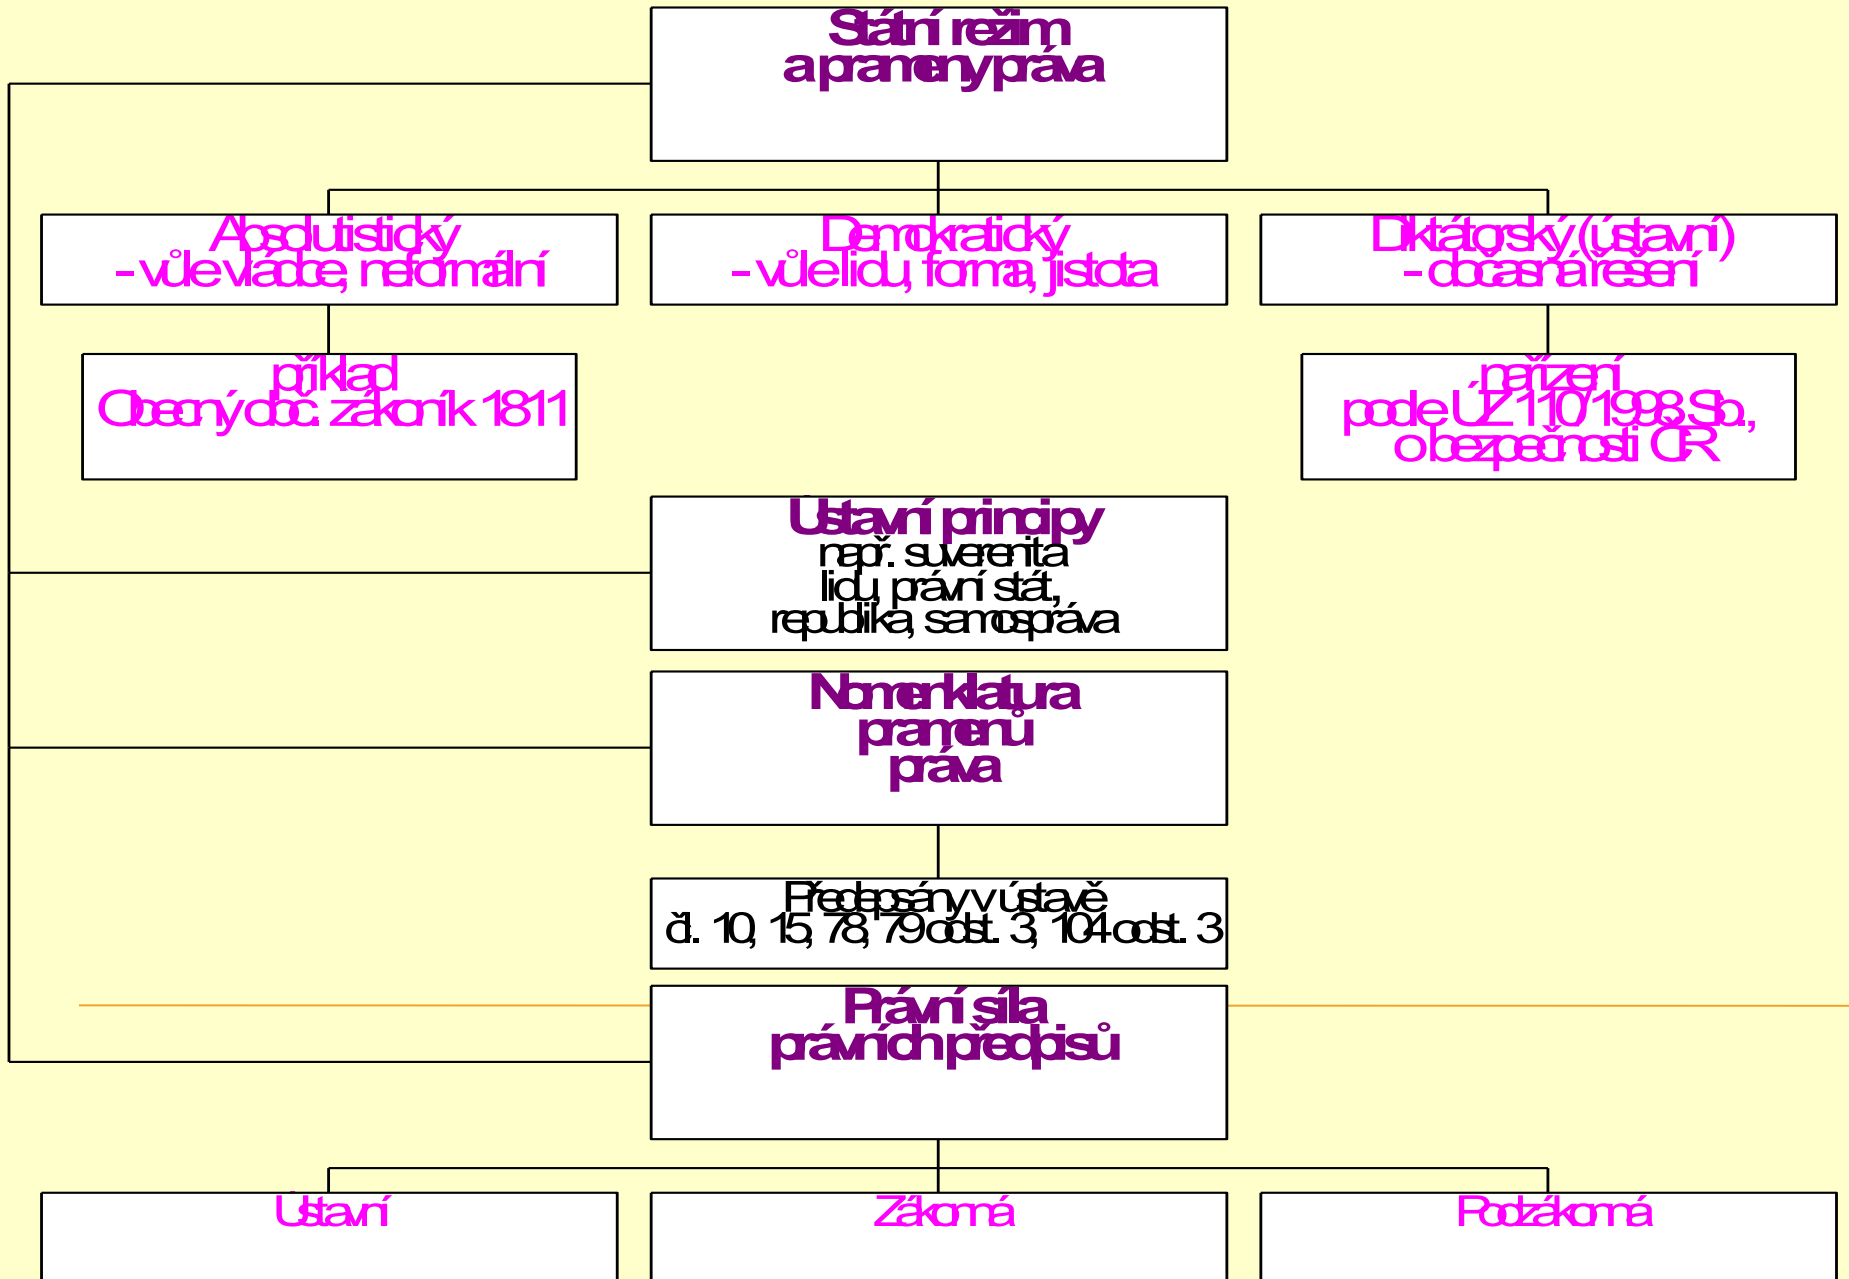 Státní režim
a prameny práva
Absolutistický
- vůle vládce, neformální
Demokratický
- vůle lidu, forma, jistota
Diktátorský (ústavní)
- dočasná řešení
příklad
Obecný obč. zákoník 1811
nařízení
podle ÚZ 110/1998 Sb.,
o bezpečnosti ČR
Ústavní principy
např. suverenita
lidu, právní stát,
republika, samospráva
Nomenklatura
pramenů
práva
Předepsány v ústavě
čl. 10, 15, 78, 79 odst. 3, 104 odst. 3
Právní síla
právních předpisů
Ústavní
Zákonná
Podzákonná